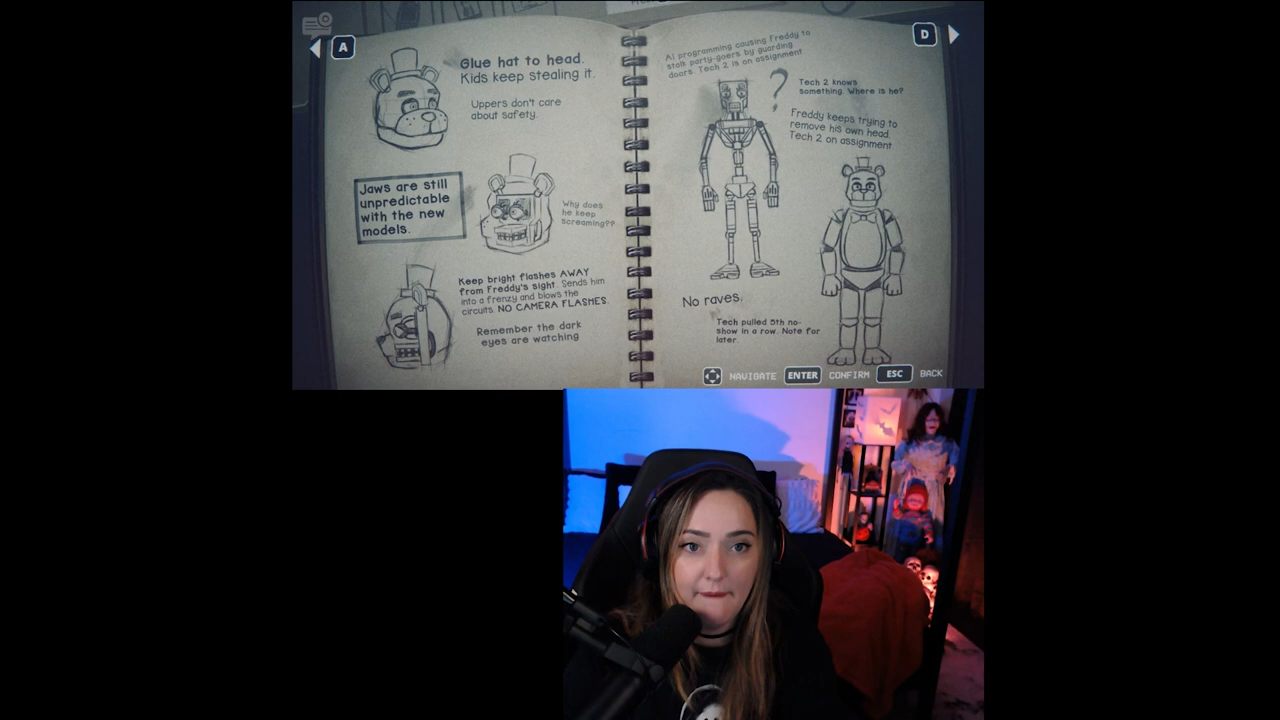 A
D
Glue hat to head.
Kids keep stealing it.
Uppers don't care
about safety.
Jaws are still
unpredictable
with the new
models.
Why does
he keep
screaming??
Keep bright flashes AWAY
from Freddy's sight. Sends him
into a frenzy and blows the
circuits. NO CAMERA FLASHES.
Remember the dark
eyes are watching
AI programming causing Freddy to
stalk party-goers by guarding
doors. Tech 2 is on assignment
?
Tech 2 knows
something. Where is he?
Freddy keeps trying to
remove his own head.
Tech 2 on assignment
No raves.
Tech pulled 5th no-
show in a row. Note for
later.
NAVIGATE ENTER CONFIRM ESC BACK